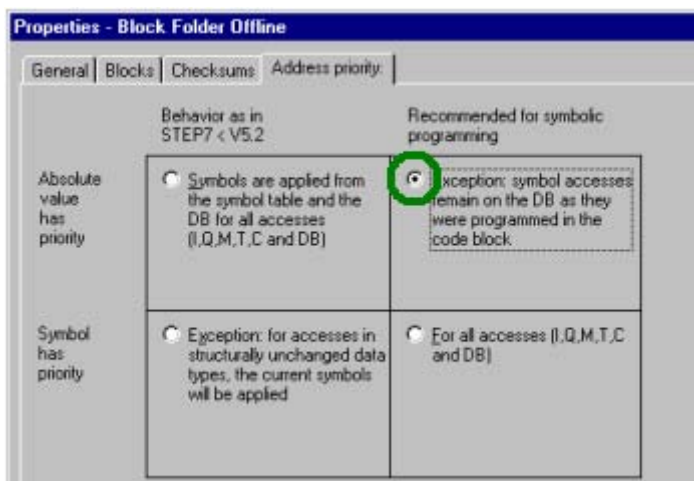 Properties - Block Folder Offline
General Blocks Checksums Address priority
Behavior as in
STEP7 < V5.2
Recommended for symbolic
programming
Absolute
value
has
priority
Symbols are applied from
the symbol table and the
DB for all accesses
(I,Q,M,T,C and DB)
Exception: symbol accesses
remain on the DB as they
were programmed in the
code block
Symbol
has
priority
Exception: for accesses in
structurally unchanged data
types, the current symbols
will be applied
For all accesses (I,Q,M,T,C
and DB)